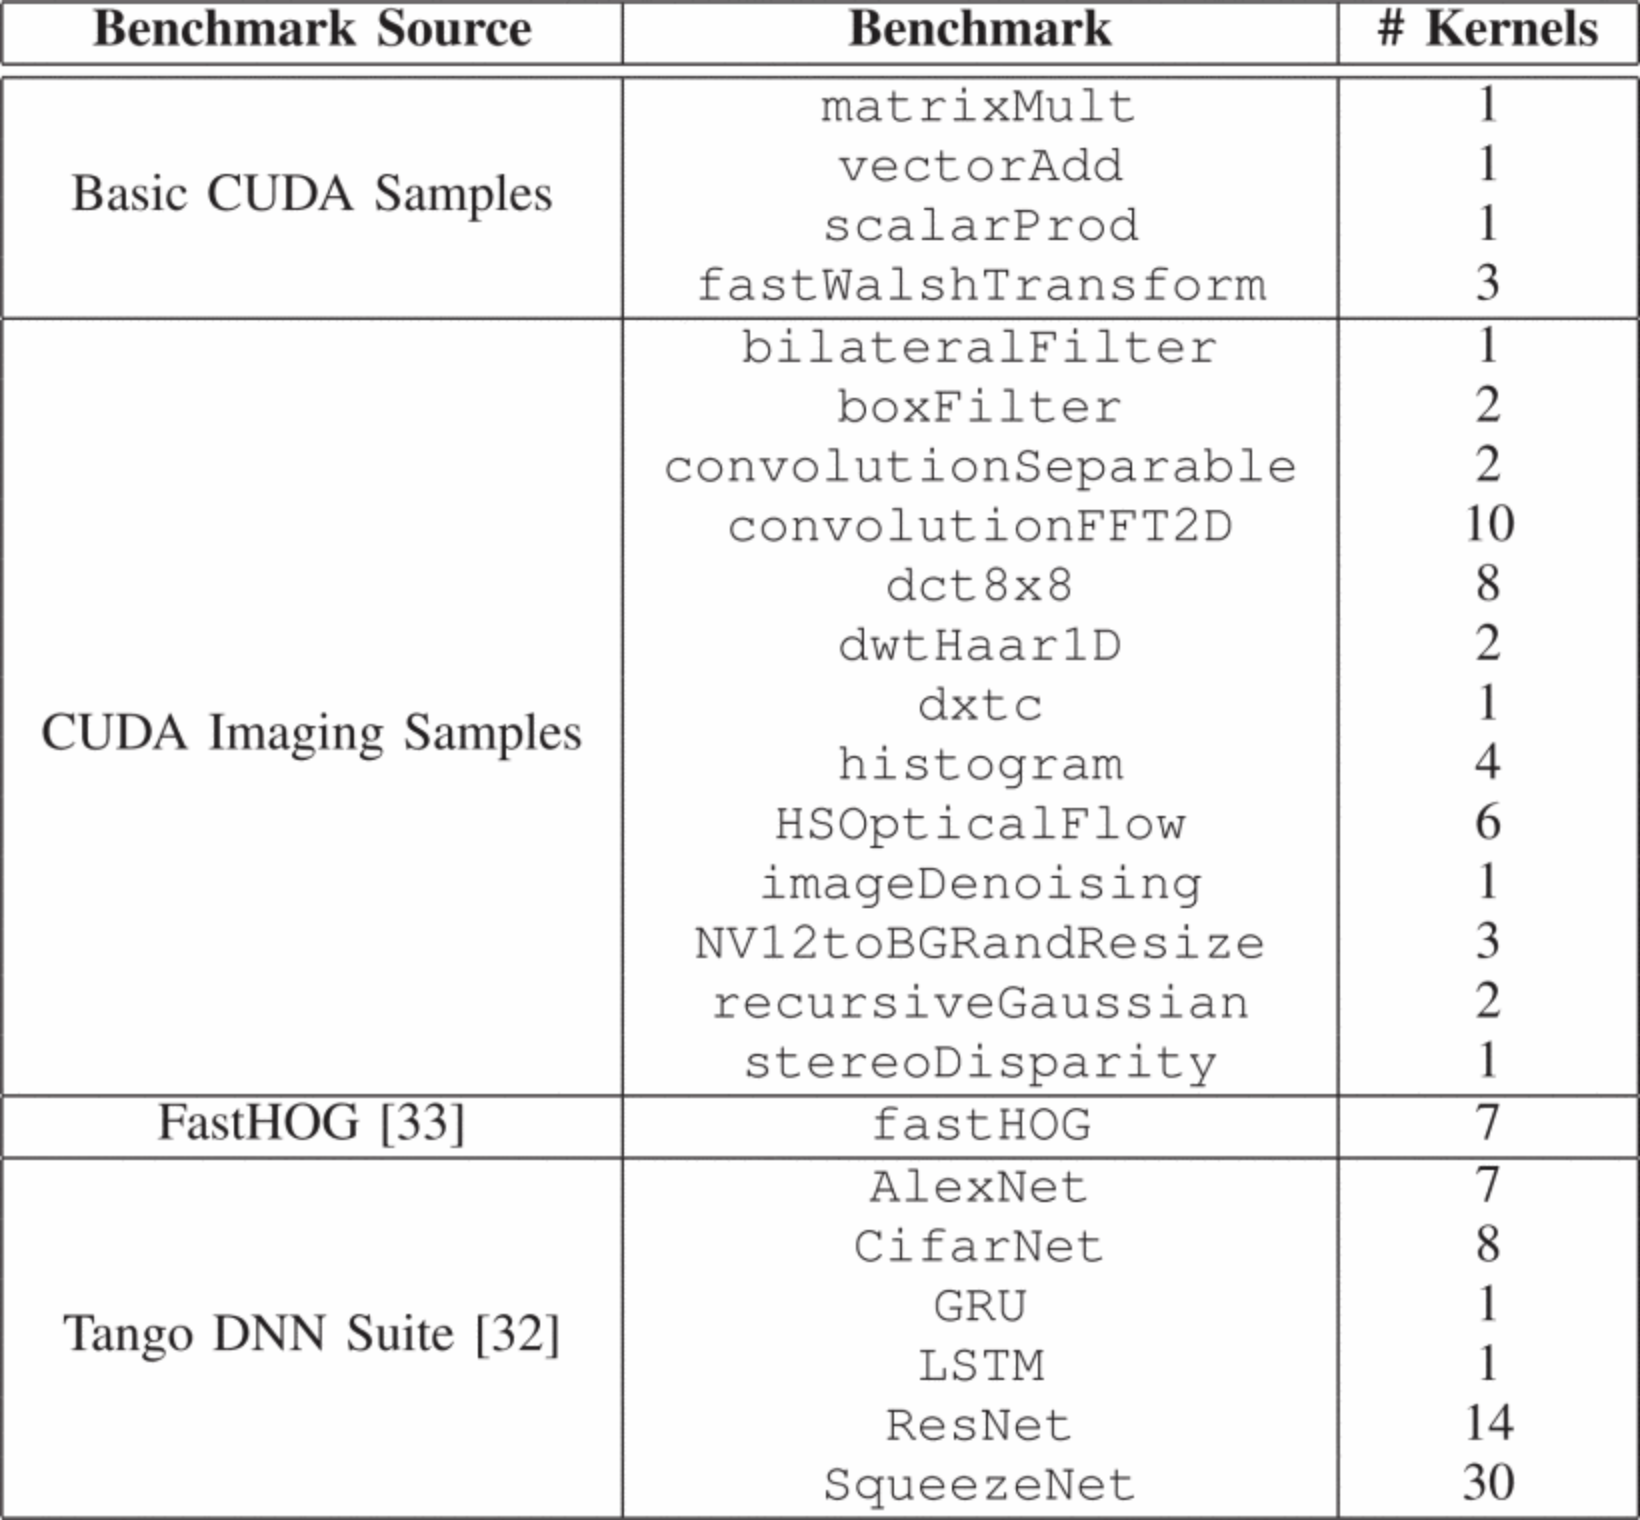 Benchmark Source Benchmark # Kernels
matrixMult 1
vectorAdd 1
Basic CUDA Samples
scalarProd 1
fastWalshTransform 3
bilateralFilter 1
boxFilter 2
convolutionSeparable 2
convolutionFFT2D 10
dct8x8 8
dwtHaar1D 2
dxtc 1
CUDA Imaging Samples
histogram 4
HSOpticalFlow 6
imageDenoising 1
NV12toBGRandResize 3
recursiveGaussian 2
stereoDisparity 1
FastHOG [33] fastHOG 7
AlexNet 7
CifarNet 8
GRU 1
Tango DNN Suite [32]
LSTM 1
ResNet 14
SqueezeNet 30